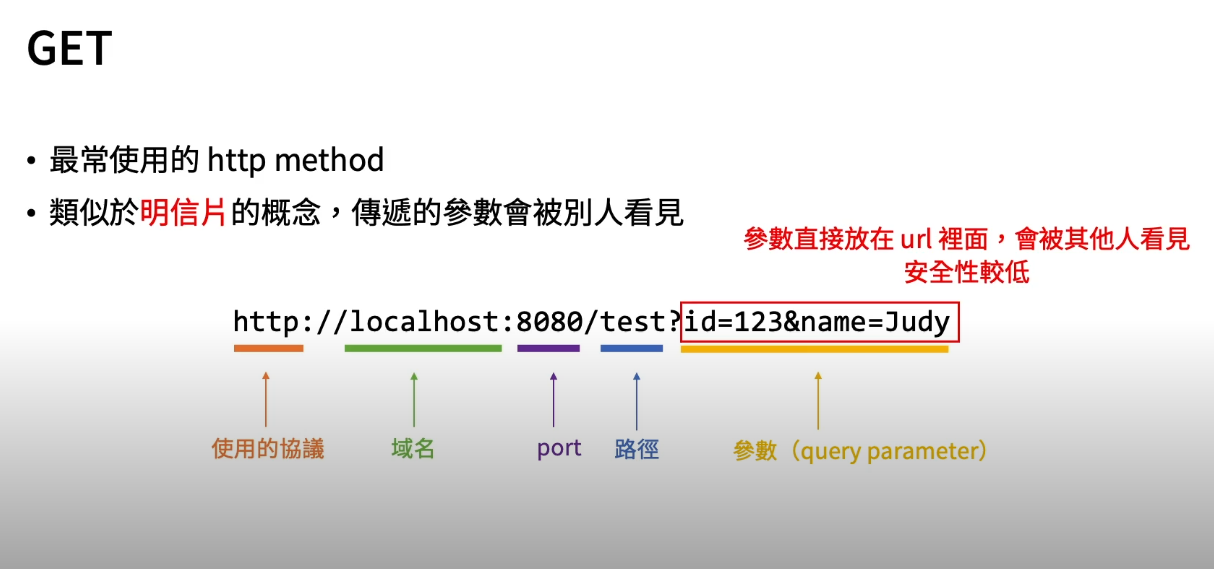 GET
• 最常使用的 http method
• 類似於明信片的概念，傳遞的參數會被別人看見
參數直接放在 url 裡面，會被其他人看見
安全性較低
http://localhost:8080/test?id=123&name=Judy
使用的協議 域名 port 路徑 參數（query parameter）